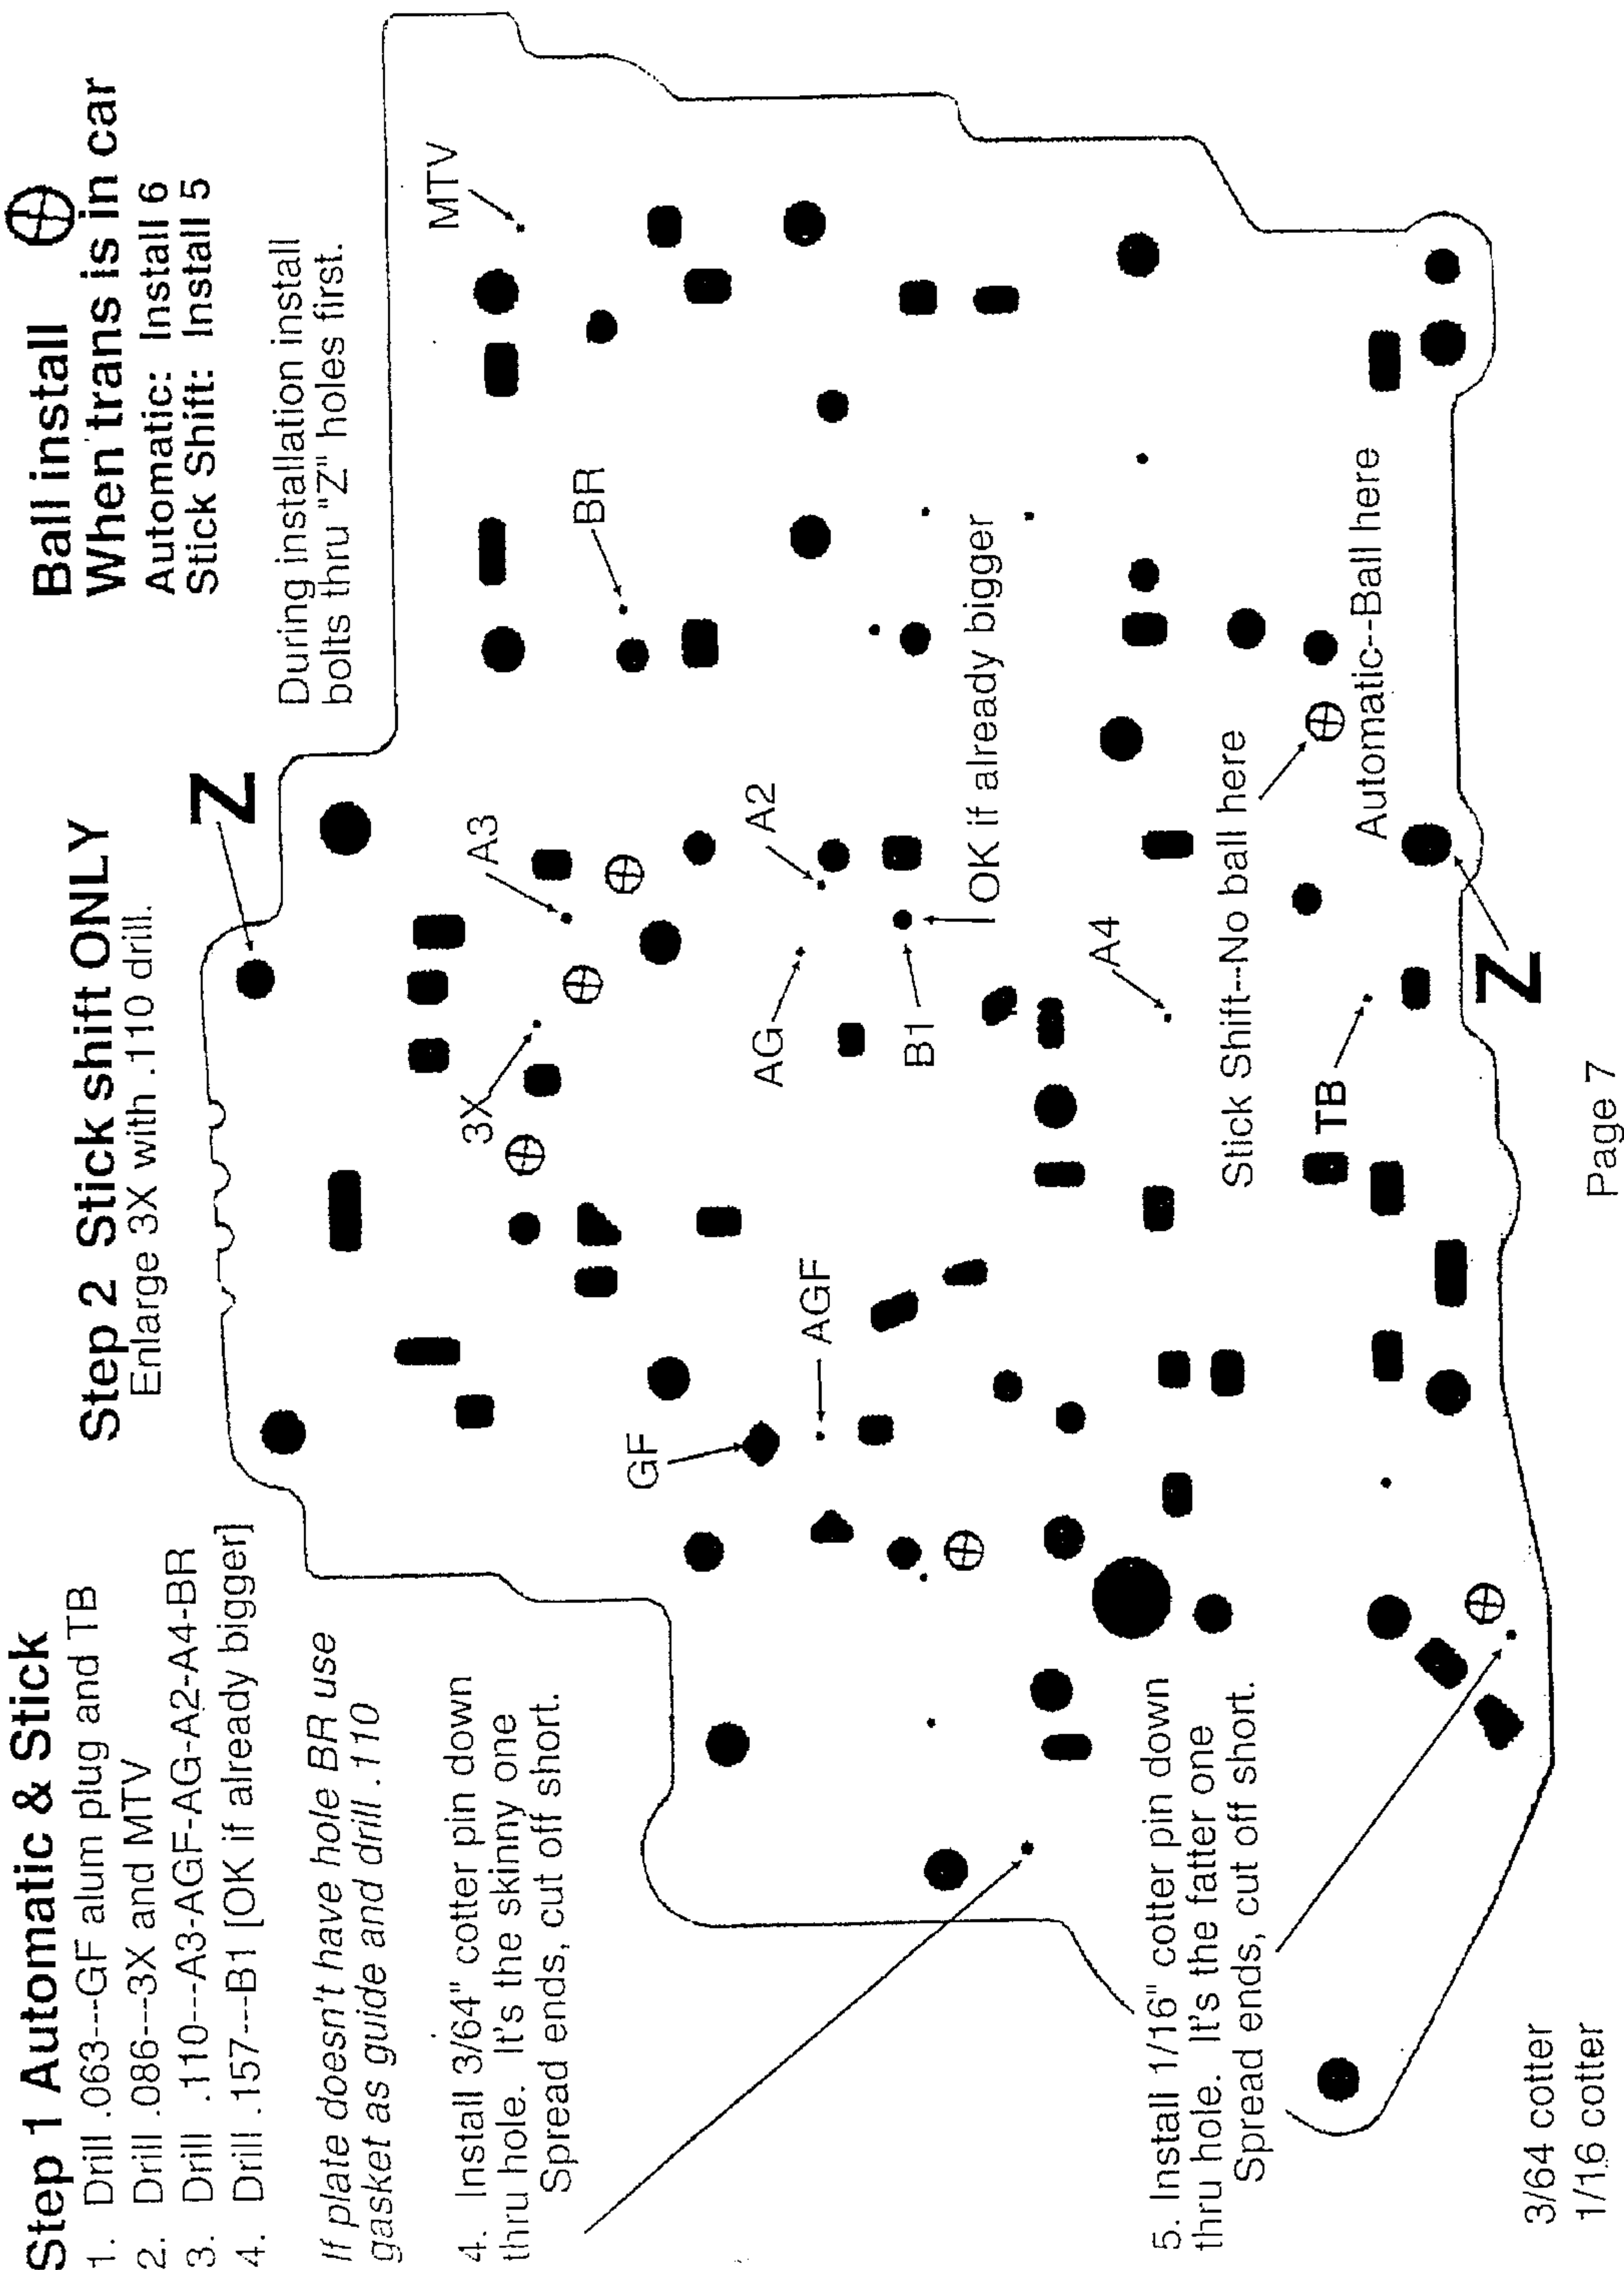 Step 1 Automatic & Stick
1. Drill .063---GF alum plug and TB
2. Drill .086---3X and MTV
3. Drill .110---A3-AGF-AG-A2-A4-BR
4. Drill .157---B1 [OK if already bigger]
If plate doesn't have hole BR use
gasket as guide and drill .110
4. Install 3/64" cotter pin down
thru hole. It's the skinny one
Spread ends, cut off short.
5. Install 1/16" cotter pin down
thru hole. It's the fatter one
Spread ends, cut off short.
3/64 cotter
1/16 cotter
Step 2 Stick shift ONLY
Enlarge 3X with .110 drill.
Ball install
When trans is in car
Automatic: Install 6
Stick Shift: Install 5
During installation install
bolts thru "Z" holes first.
Z
MTV
BR
A3
3X
A2
AG
B1
OK if already bigger
GF
AGF
A4
Stick Shift--No ball here
Automatic---Ball here
TB
Z
Page 7